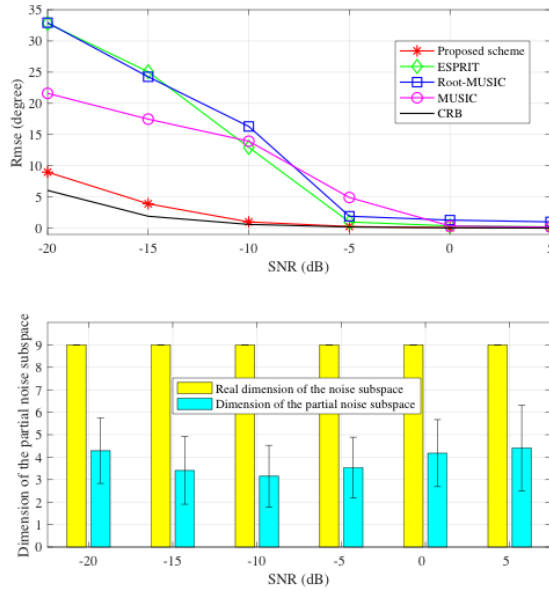 35
30
25
20
15
10
5
0
Rmse (degree)
Proposed scheme
ESPRIT
Root-MUSIC
MUSIC
CRB
-20 -15 -10 -5 0
SNR (dB)
9
8
7
6
5
4
3
2
1
0
Dimension of the partial noise subspace
Real dimension of the noise subspace
Dimension of the partial noise subspace
-20 -15 -10 -5 0 5
SNR (dB)